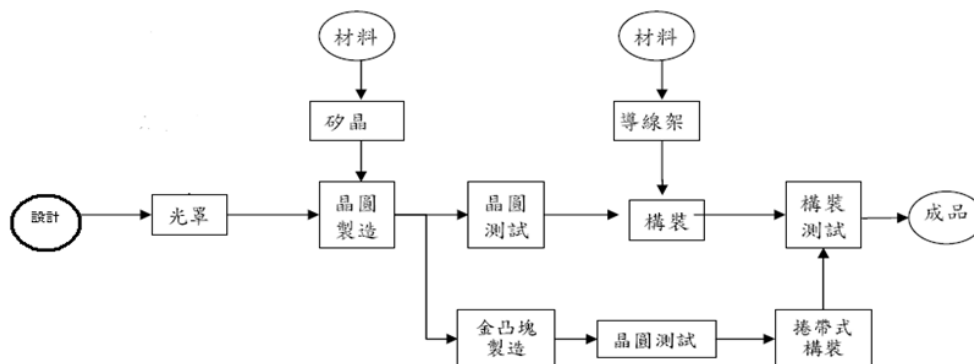 材料
材料
矽晶
導線架
設計
光罩
晶圓
製造
晶圓
測試
構裝
構裝
測試
成品
金凸塊
製造
晶圓測試
捲帶式
構裝